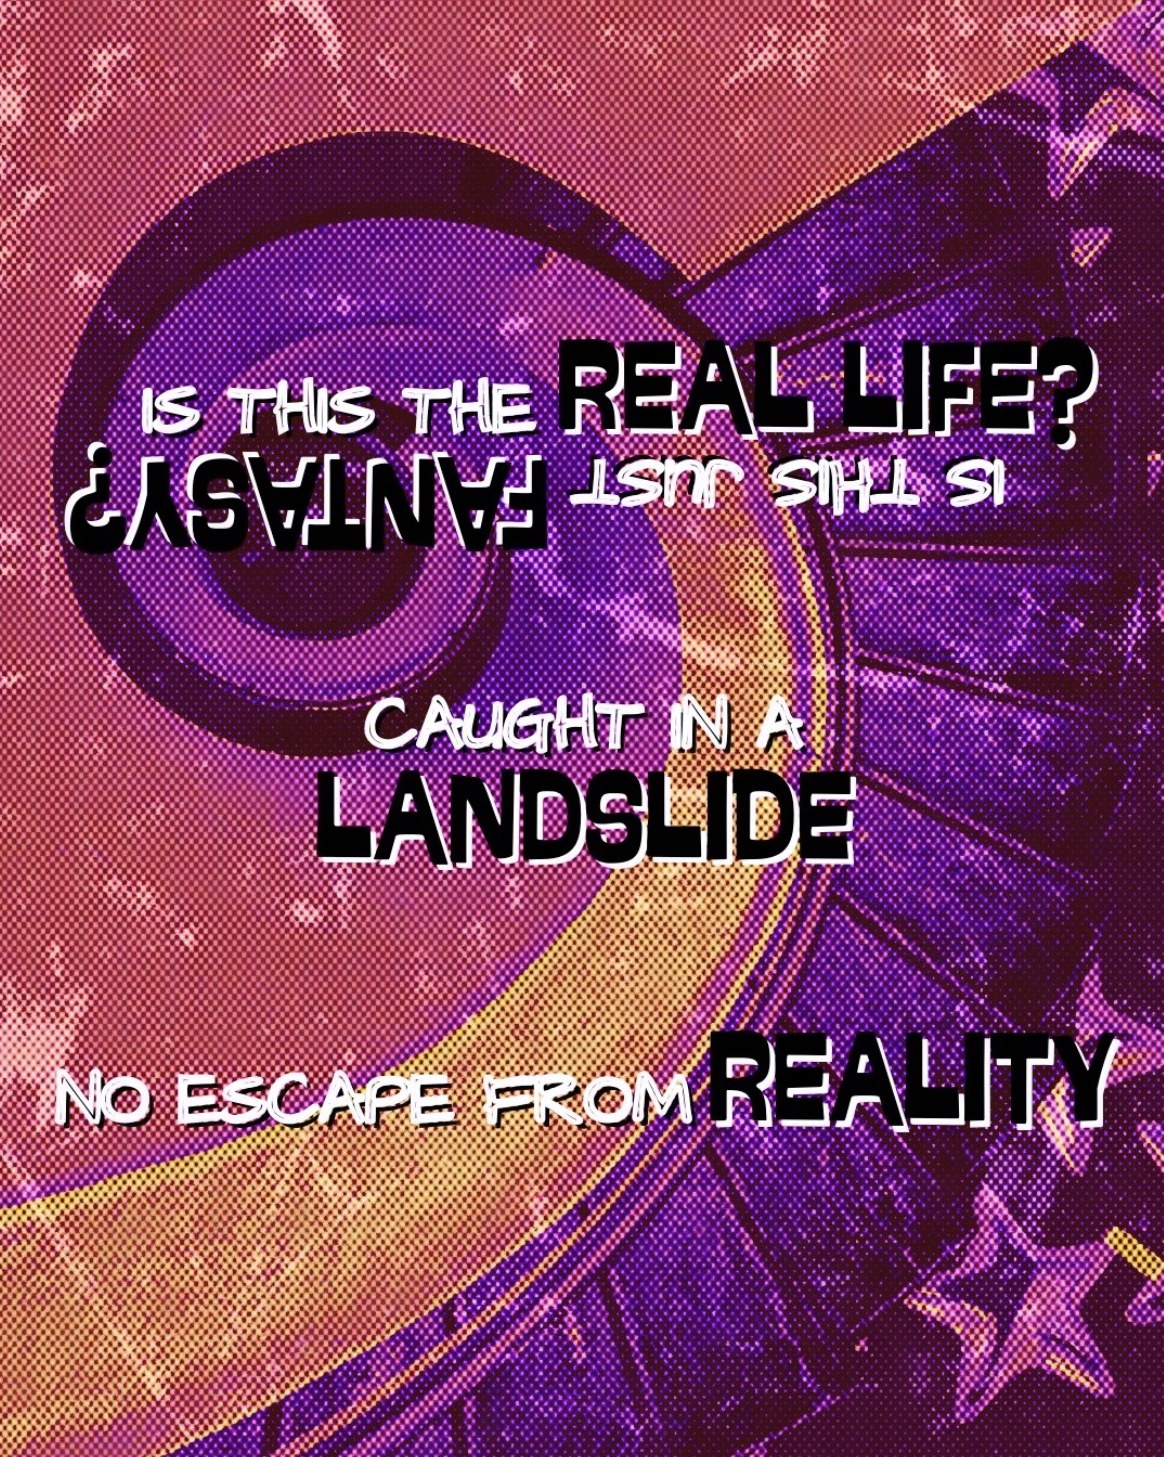 IS THIS THE REAL LIFE?
IS THIS JUST FANTASY?
CAUGHT IN A
LANDSLIDE
NO ESCAPE FROM REALITY